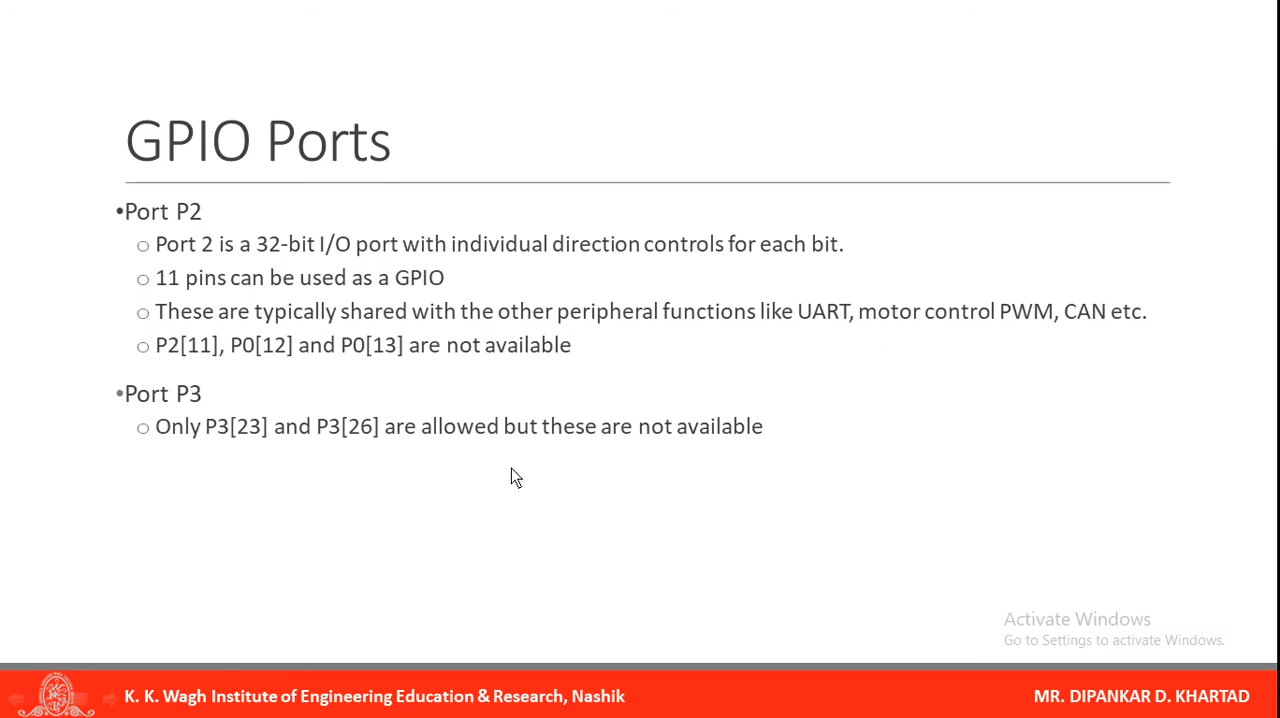 GPIO Ports
•Port P2
○ Port 2 is a 32-bit I/O port with individual direction controls for each bit.
○ 11 pins can be used as a GPIO
○ These are typically shared with the other peripheral functions like UART, motor control PWM, CAN etc.
○ P2[11], P0[12] and P0[13] are not available
•Port P3
○ Only P3[23] and P3[26] are allowed but these are not available
Activate Windows
Go to Settings to activate Windows.
K. K. Wagh Institute of Engineering Education & Research, Nashik
MR. DIPANKAR D. KHARTAD